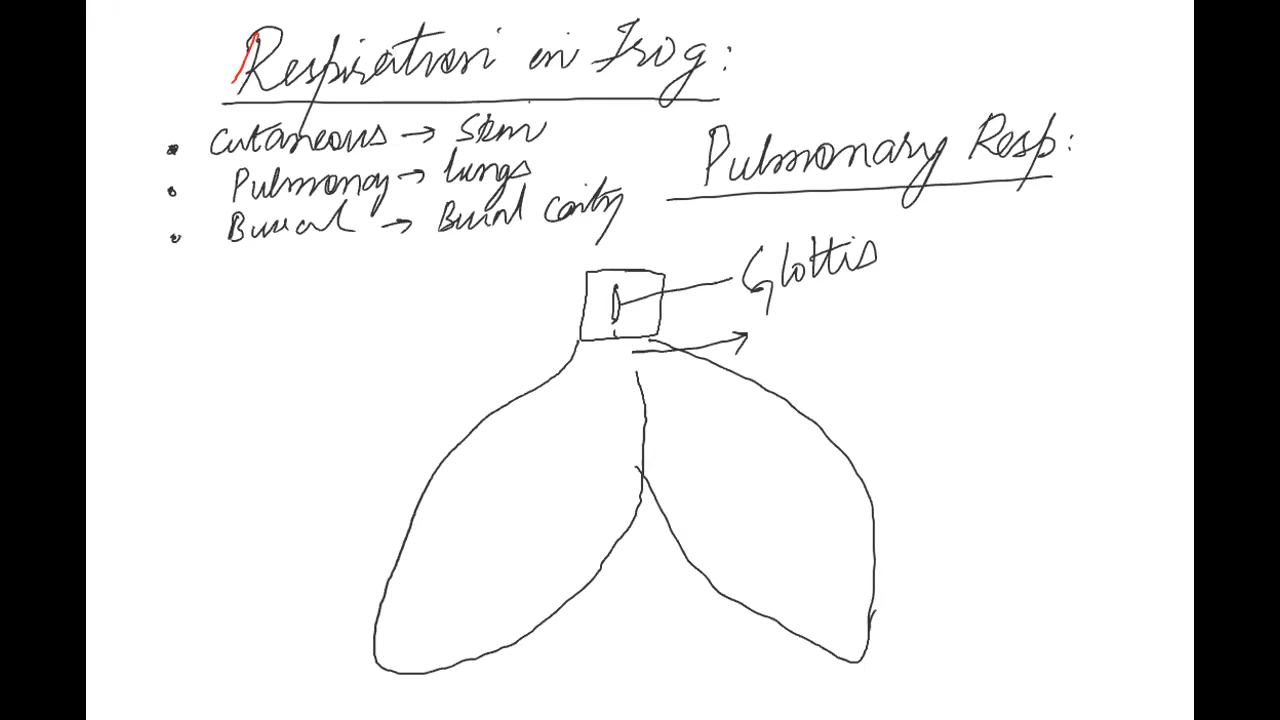 Respiration in Frog:
• Cutaneous → Skin
• Pulmonary → lungs
• Buccal → Buccal cavity
Pulmonary Resp:
Glottis